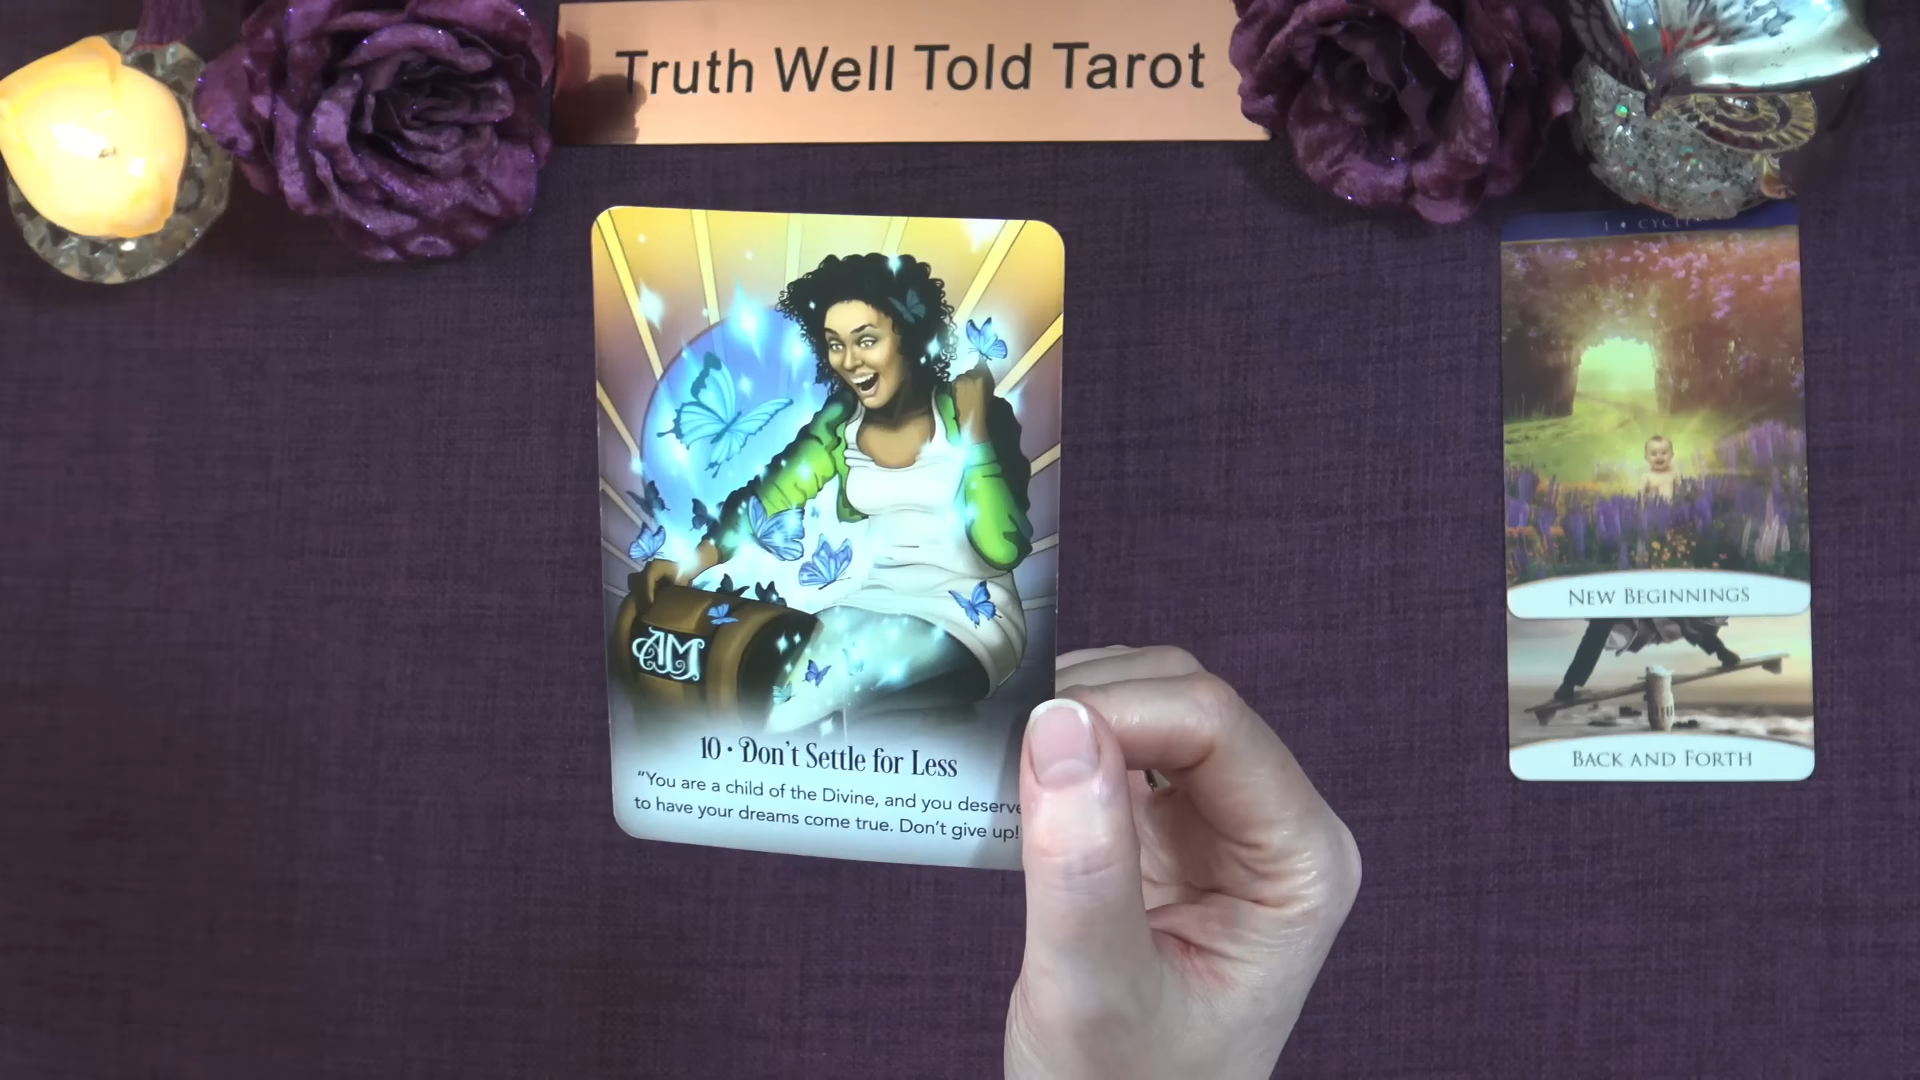 Truth Well Told Tarot
AM
10 • Don't Settle for Less
"You are a child of the Divine, and you deserve
to have your dreams come true. Don't give up!
NEW BEGINNINGS
BACK AND FORTH